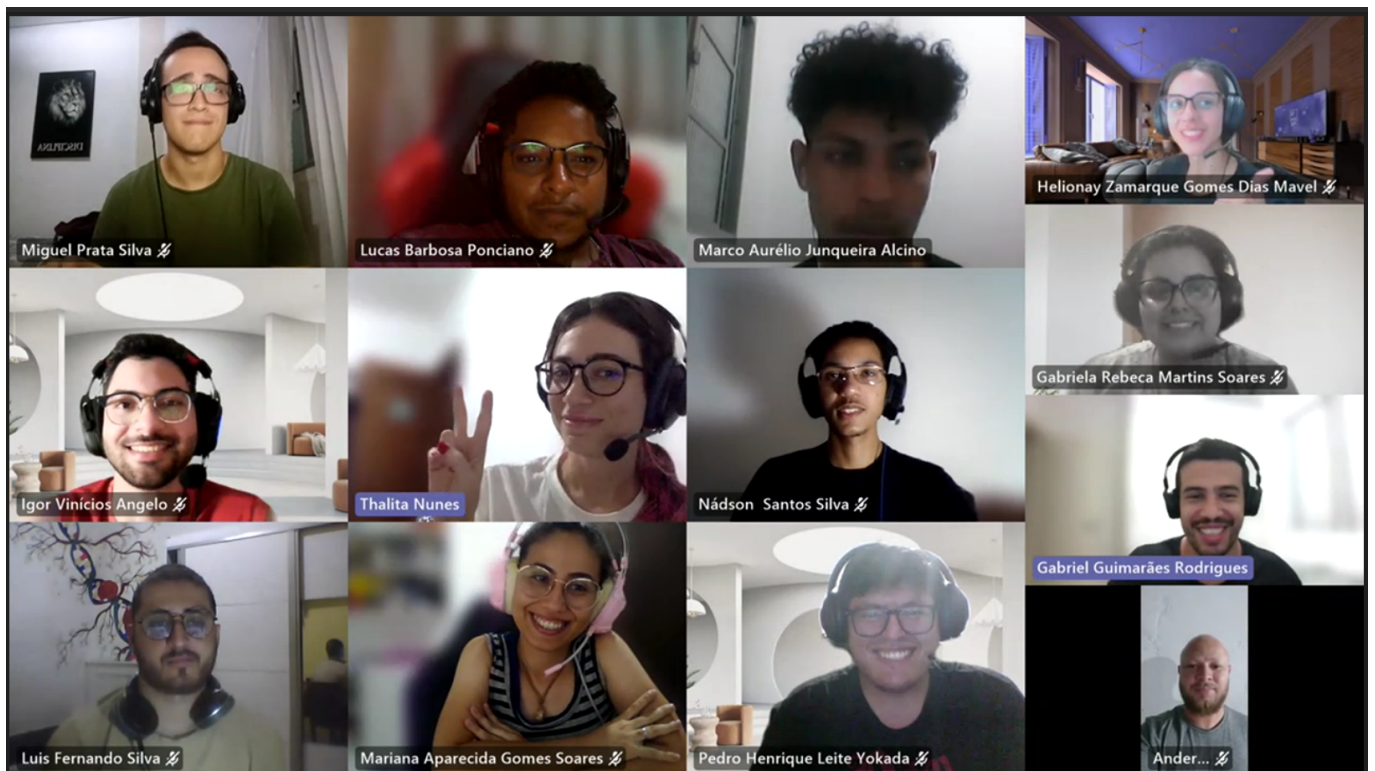 DISCIPLINA
Miguel Prata Silva
Lucas Barbosa Ponciano
Marco Aurélio Junqueira Alcino
Helionay Zamarque Gomes Dias Mavel
Gabriela Rebeca Martins Soares
Igor Vinícios Angelo
Thalita Nunes
Nádson Santos Silva
Gabriel Guimarães Rodrigues
Luis Fernando Silva
Mariana Aparecida Gomes Soares
Pedro Henrique Leite Yokada
Ander...